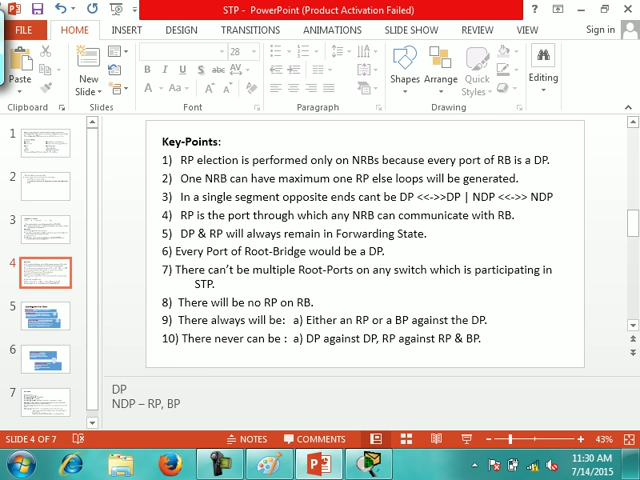 STP - PowerPoint (Product Activation Failed)
FILE HOME INSERT DESIGN TRANSITIONS ANIMATIONS SLIDE SHOW REVIEW VIEW Sign in
28
Paste
New Slide
Shapes
Arrange
Quick Styles
Editing
Clipboard
Slides
Font
Paragraph
Drawing
1
2
3
4
5
6
7
Key-Points:
1) RP election is performed only on NRBs because every port of RB is a DP.
2) One NRB can have maximum one RP else loops will be generated.
3) In a single segment opposite ends cant be DP <<->>DP | NDP <<->> NDP
4) RP is the port through which any NRB can communicate with RB.
5) DP & RP will always remain in Forwarding State.
6) Every Port of Root-Bridge would be a DP.
7) There can't be multiple Root-Ports on any switch which is participating in
STP.
8) There will be no RP on RB.
9) There always will be: a) Either an RP or a BP against the DP.
10) There never can be : a) DP against DP, RP against RP & BP.
DP
NDP – RP, BP
SLIDE 4 OF 7
NOTES
COMMENTS
43%
11:30 AM
7/14/2015